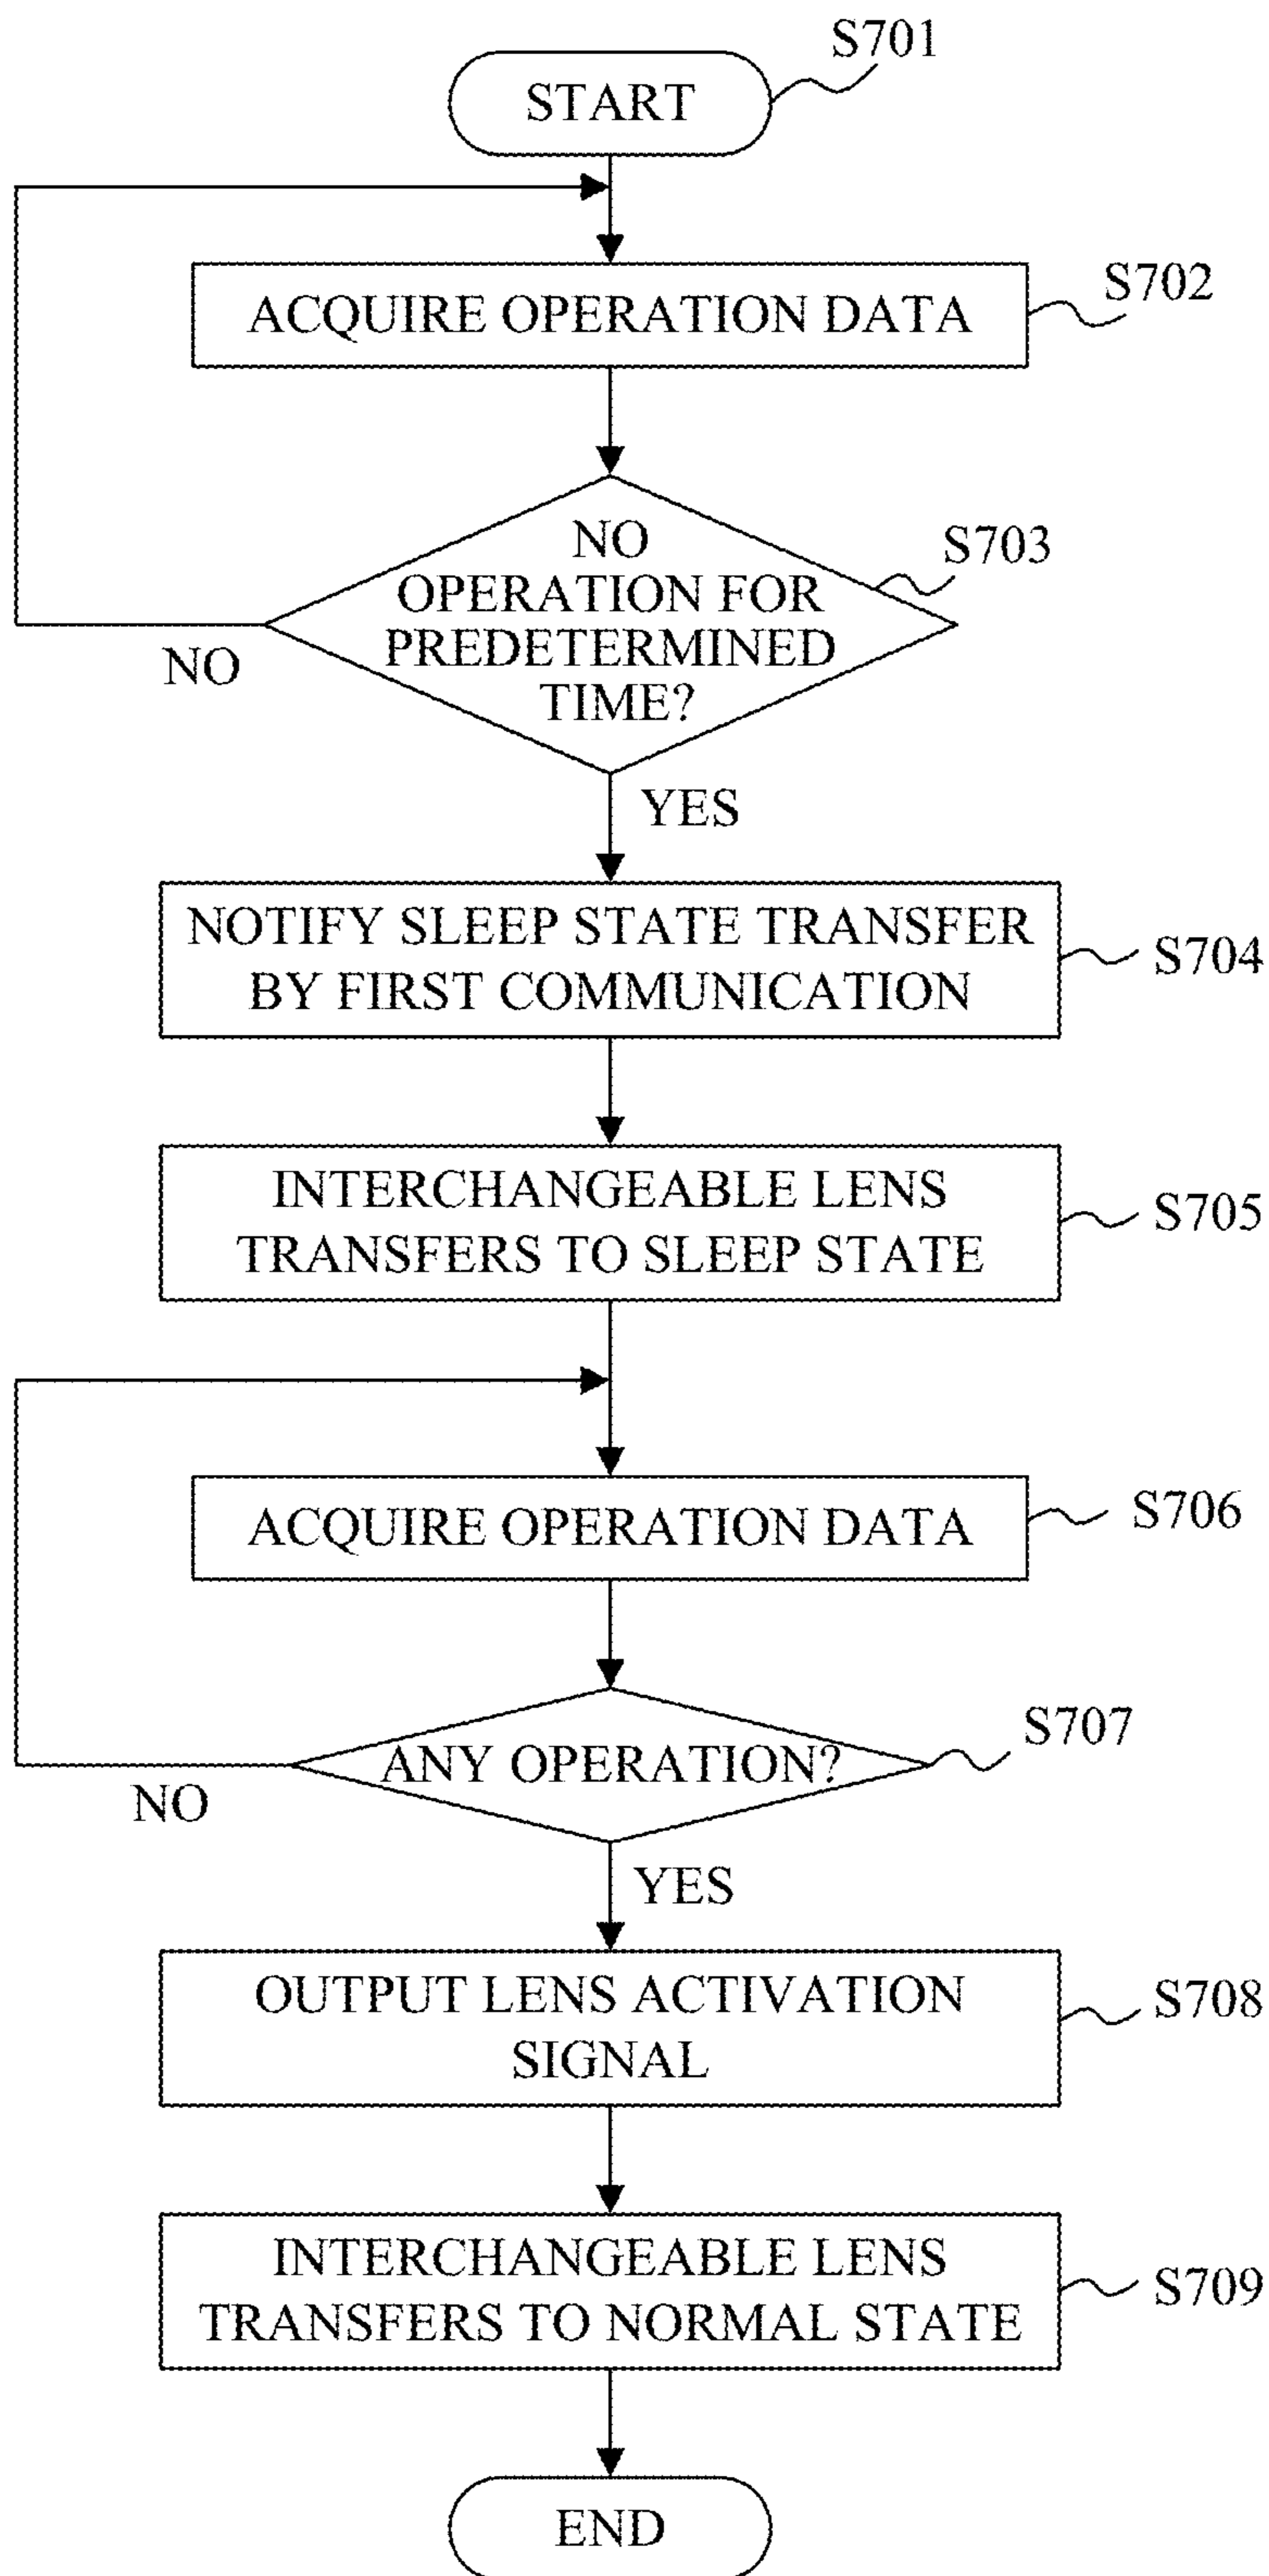 S701
START
S702
ACQUIRE OPERATION DATA
S703
NO
OPERATION FOR
PREDETERMINED
TIME?
NO
YES
NOTIFY SLEEP STATE TRANSFER
BY FIRST COMMUNICATION
S704
INTERCHANGEABLE LENS
TRANSFERS TO SLEEP STATE
S705
ACQUIRE OPERATION DATA
S706
ANY OPERATION?
S707
NO
YES
OUTPUT LENS ACTIVATION
SIGNAL
S708
INTERCHANGEABLE LENS
TRANSFERS TO NORMAL STATE
S709
END